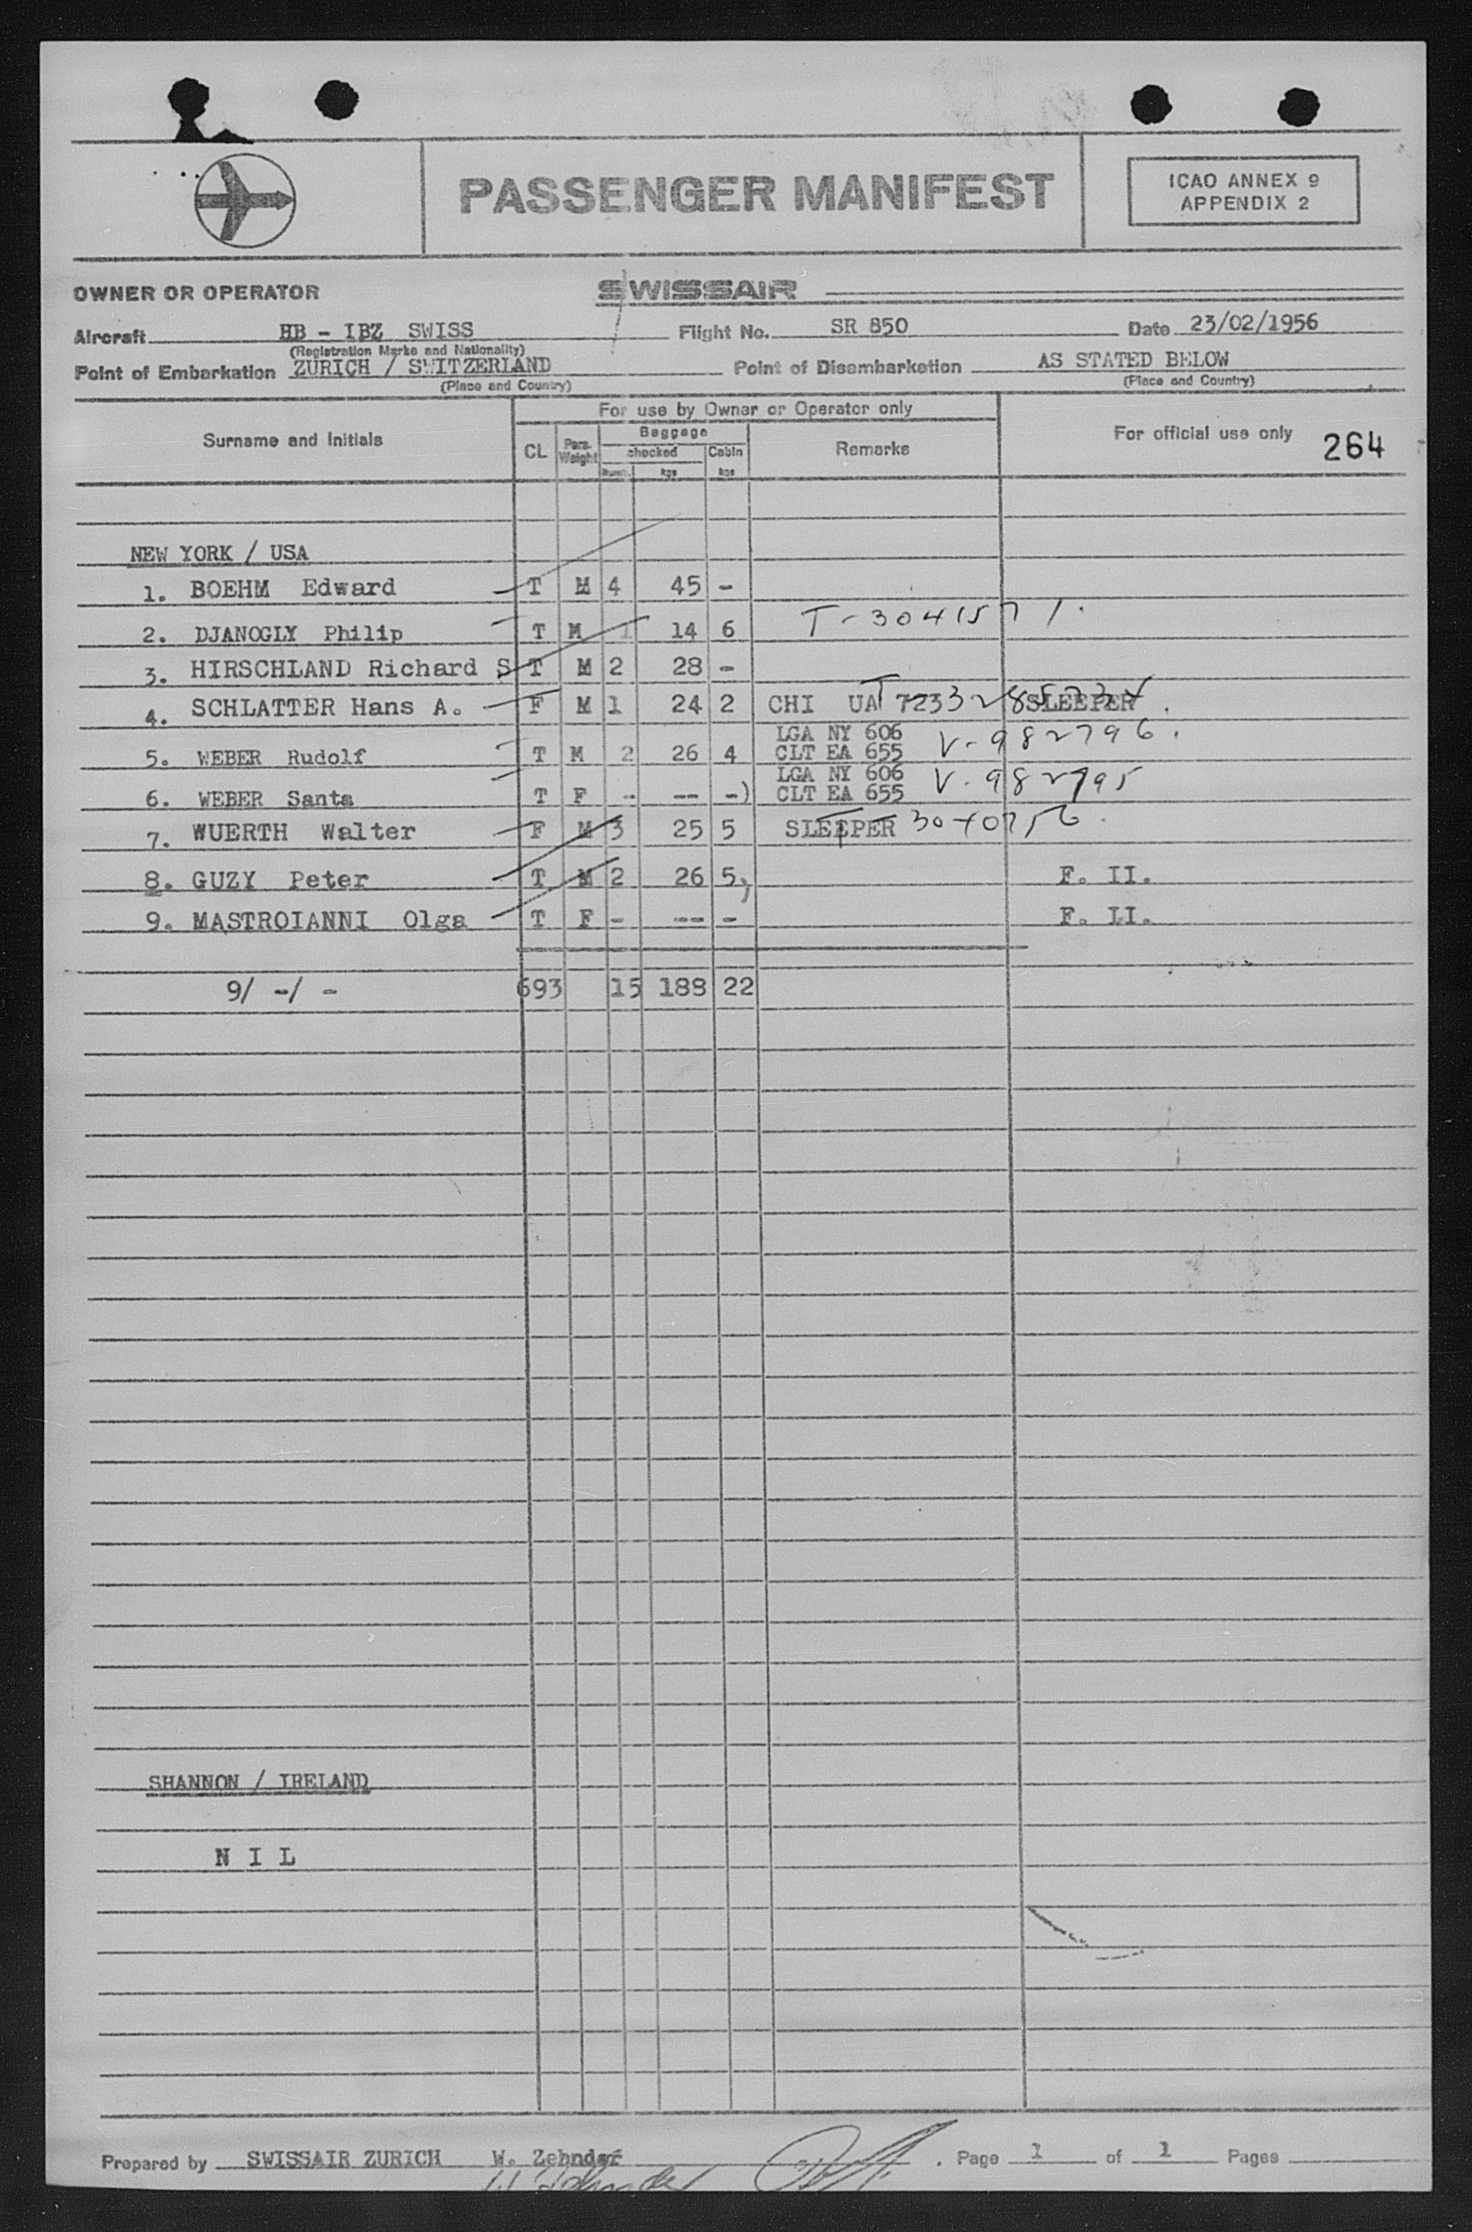 PASSENGER MANIFEST
ICAO ANNEX 9
APPENDIX 2
OWNER OR OPERATOR SWISSAIR
Aircraft HB - IBZ SWISS Flight No. SR 850 Date 23/02/1956
(Registration Marks and Nationality)
Point of Embarkation ZURICH / SWITZERLAND Point of Disembarkation AS STATED BELOW
(Place and Country) (Place and Country)
For use by Owner or Operator only
Surname and Initials CL Pers. Weight Baggage checked Cabin Remarks For official use only 264
Numb. kgs kgs
NEW YORK / USA
1. BOEHM Edward T M 4 45 -
2. DJANOGLY Philip T M 1 14 6 T-3041571.
3. HIRSCHLAND Richard S T M 2 28 -
4. SCHLATTER Hans A. F M 1 24 2 CHI UA SLEEPER
LGA NY 606
5. WEBER Rudolf T M 2 26 4 CLT EA 655 V-982796.
LGA NY 606
6. WEBER Santa T F -- -- -) CLT EA 655 V-982795
7. WUERTH Walter F M 3 25 5 SLEEPER
8. GUZY Peter T M 2 26 5, F. II.
9. MASTROIANNI Olga T F - -- - F. II.
9/ -/ - 693 15 188 22
SHANNON / IRELAND
N I L
Prepared by SWISSAIR ZURICH W. Zehnder Page 1 of 1 Pages
W Zehnder